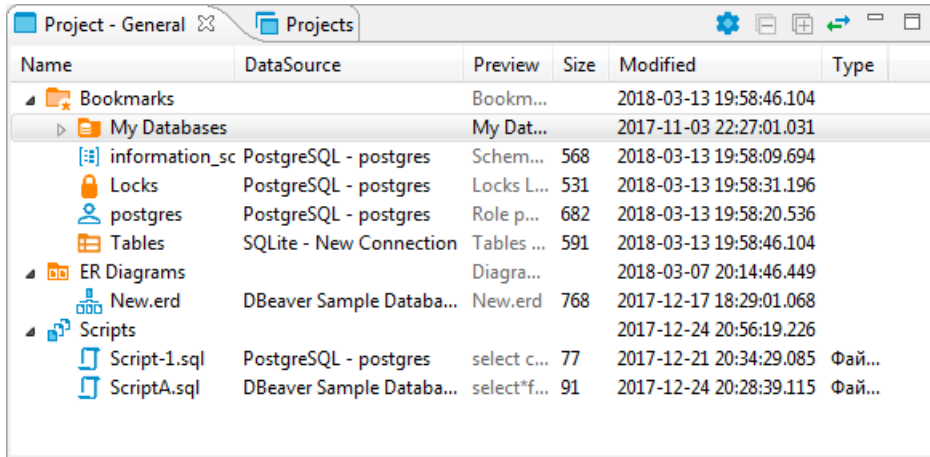 Project - General Projects
Name DataSource Preview Size Modified Type
Bookmarks Bookm... 2018-03-13 19:58:46.104
My Databases My Dat... 2017-11-03 22:27:01.031
information_sc PostgreSQL - postgres Schem... 568 2018-03-13 19:58:09.694
Locks PostgreSQL - postgres Locks L... 531 2018-03-13 19:58:31.196
postgres PostgreSQL - postgres Role p... 682 2018-03-13 19:58:20.536
Tables SQLite - New Connection Tables ... 591 2018-03-13 19:58:46.104
ER Diagrams Diagra... 2018-03-07 20:14:46.449
New.erd DBeaver Sample Databa... New.erd 768 2017-12-17 18:29:01.068
Scripts 2017-12-24 20:56:19.226
Script-1.sql PostgreSQL - postgres select c... 77 2017-12-21 20:34:29.085 Фай...
ScriptA.sql DBeaver Sample Databa... select*f... 91 2017-12-24 20:28:39.115 Фай...